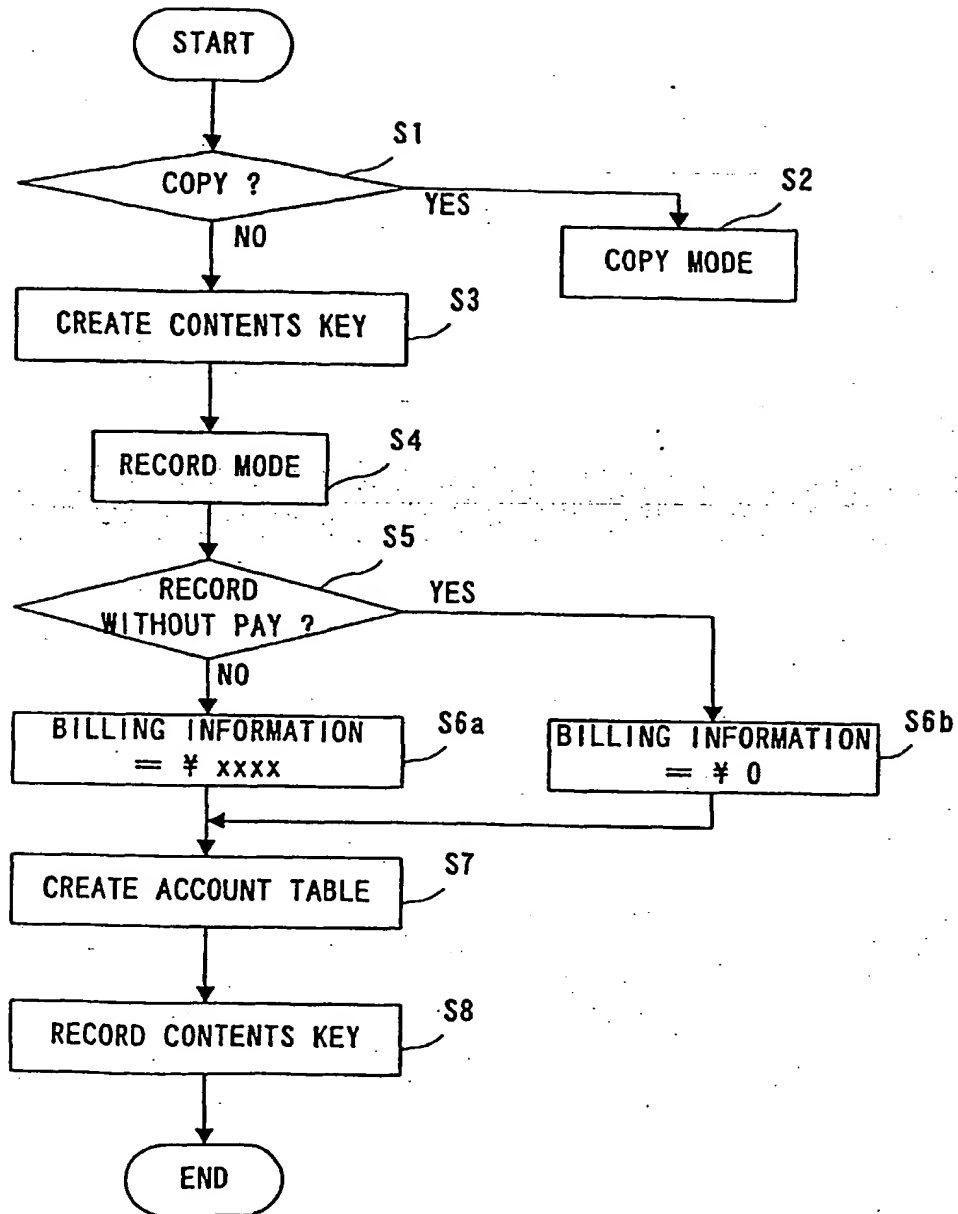 START
S1
COPY ?
YES
S2
NO
COPY MODE
S3
CREATE CONTENTS KEY
S4
RECORD MODE
S5
RECORD
WITHOUT PAY ?
YES
NO
BILLING INFORMATION
= ¥ xxxx
S6a
BILLING INFORMATION
= ¥ 0
S6b
S7
CREATE ACCOUNT TABLE
S8
RECORD CONTENTS KEY
END